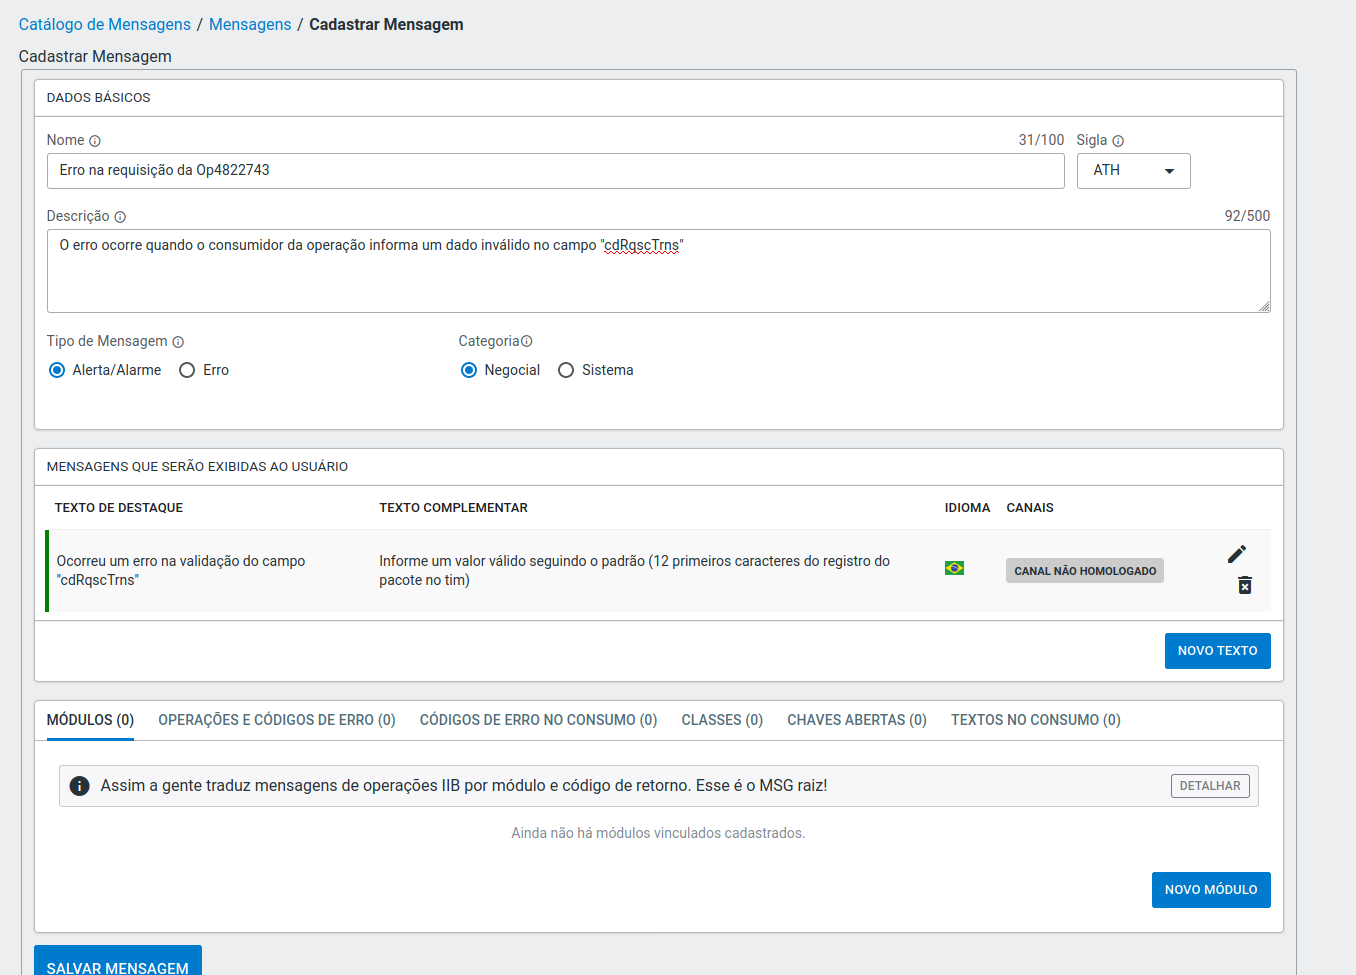 Catálogo de Mensagens / Mensagens / Cadastrar Mensagem
Cadastrar Mensagem
DADOS BÁSICOS
Nome 31/100 Sigla
Erro na requisição da Op4822743 ATH
Descrição 92/500
O erro ocorre quando o consumidor da operação informa um dado inválido no campo "cdRqscTrns"
Tipo de Mensagem Categoria
Alerta/Alarme Erro Negocial Sistema
MENSAGENS QUE SERÃO EXIBIDAS AO USUÁRIO
TEXTO DE DESTAQUE TEXTO COMPLEMENTAR IDIOMA CANAIS
Ocorreu um erro na validação do campo
"cdRqscTrns"
Informe um valor válido seguindo o padrão (12 primeiros caracteres do registro do
pacote no tim)
CANAL NÃO HOMOLOGADO
NOVO TEXTO
MÓDULOS (0) OPERAÇÕES E CÓDIGOS DE ERRO (0) CÓDIGOS DE ERRO NO CONSUMO (0) CLASSES (0) CHAVES ABERTAS (0) TEXTOS NO CONSUMO (0)
Assim a gente traduz mensagens de operações IIB por módulo e código de retorno. Esse é o MSG raiz! DETALHAR
Ainda não há módulos vinculados cadastrados.
NOVO MÓDULO
SALVAR MENSAGEM